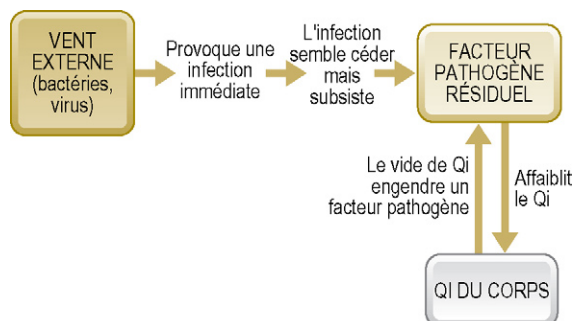 VENT
EXTERNE
(bactéries,
virus)
Provoque une
infection
immédiate
L'infection
semble céder
mais
subsiste
FACTEUR
PATHOGÈNE
RÉSIDUEL
Le vide de Qi
engendre un
facteur pathogène
Affaiblit
le Qi
QI DU CORPS